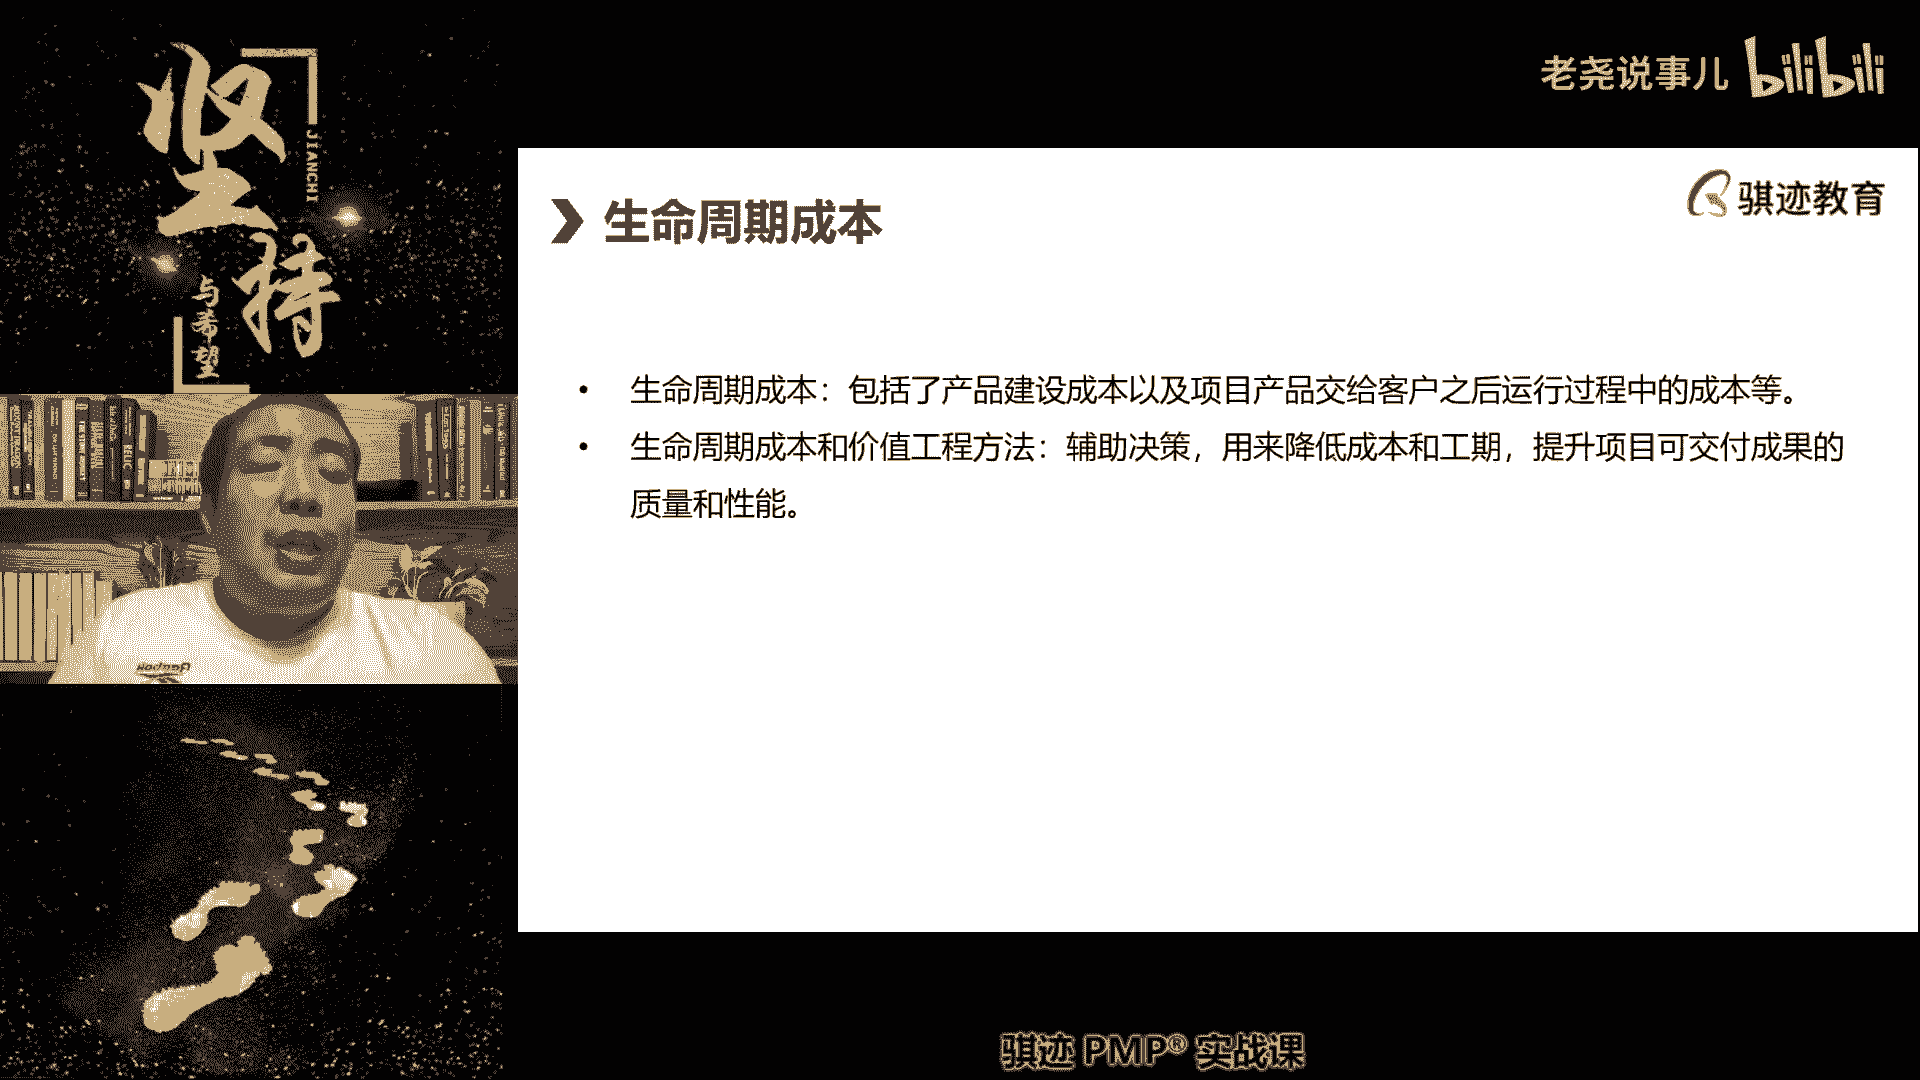 坚持
JIANCHI
与希望
老尧说事儿 bilibili
骐迹教育
生命周期成本
• 生命周期成本：包括了产品建设成本以及项目产品交给客户之后运行过程中的成本等。
• 生命周期成本和价值工程方法：辅助决策，用来降低成本和工期，提升项目可交付成果的
质量和性能。
骐迹 PMP® 实战课